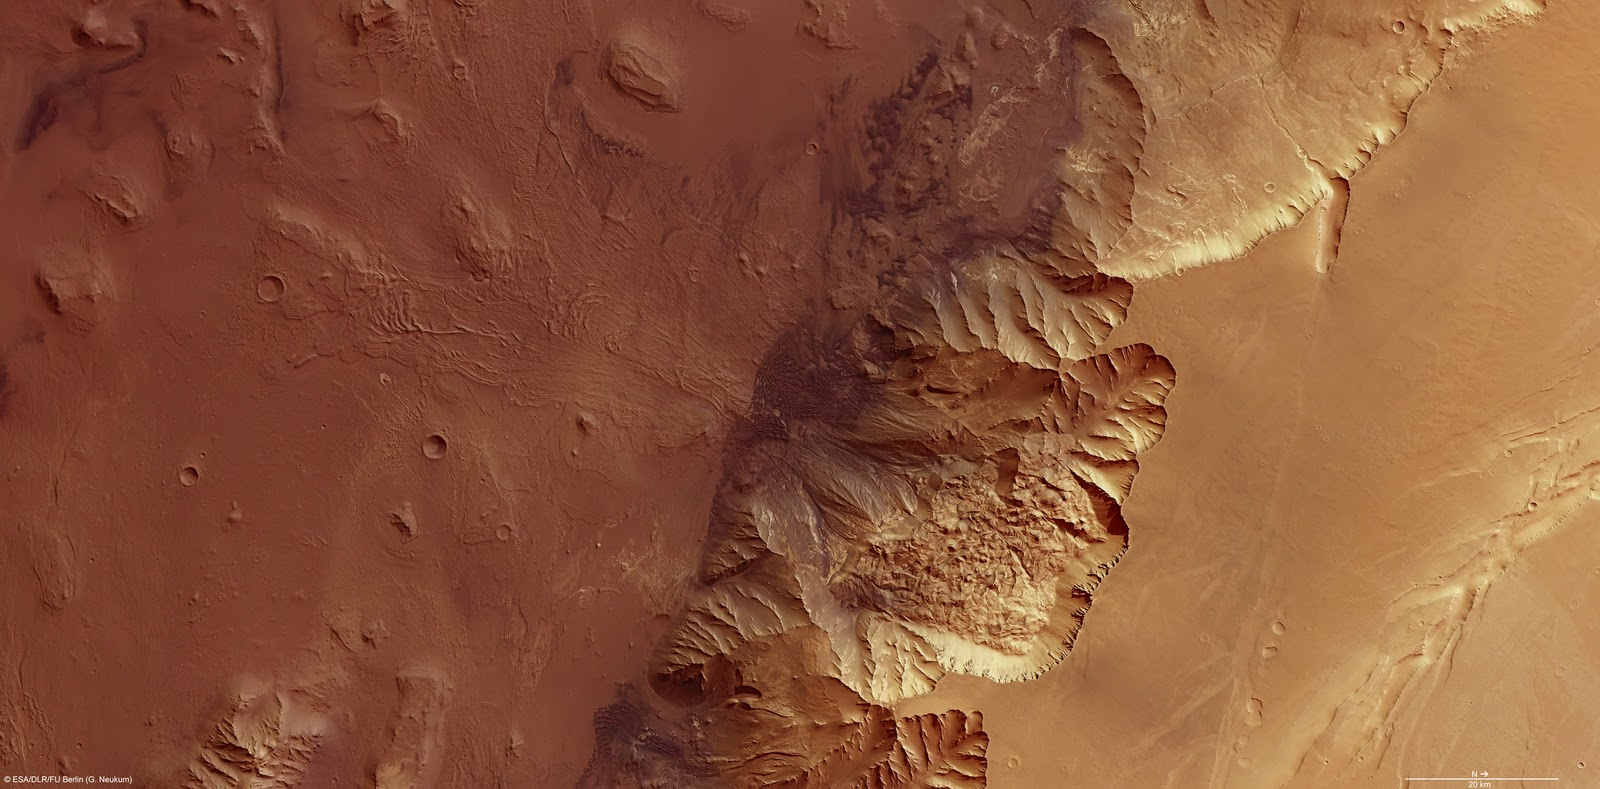 © ESA/DLR/FU Berlin (G. Neukum)
N →
20 km